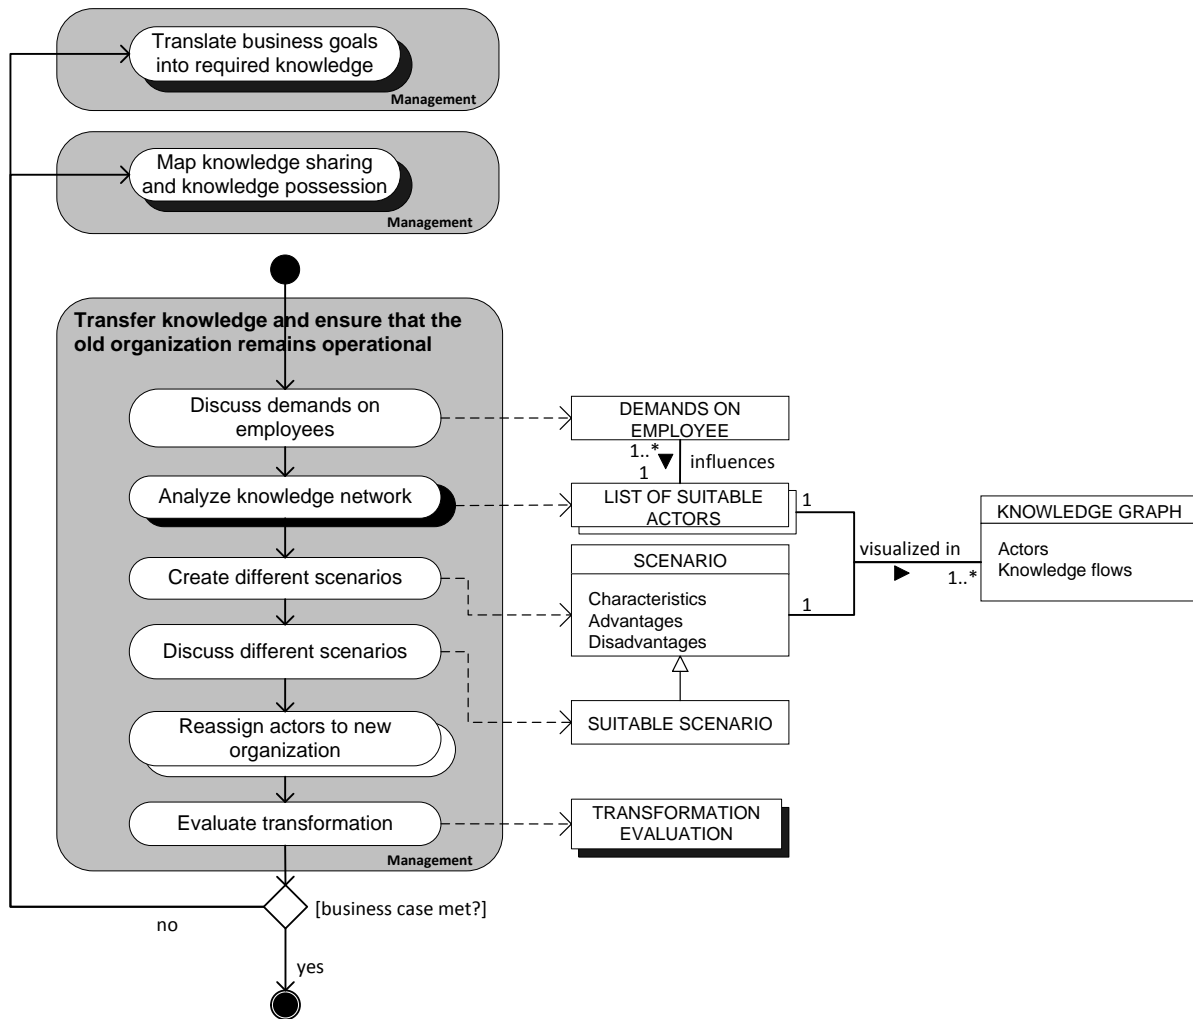 Translate business goals
into required knowledge
Management
Map knowledge sharing
and knowledge possession
Management
Transfer knowledge and ensure that the
old organization remains operational
Discuss demands on
employees
Analyze knowledge network
Create different scenarios
Discuss different scenarios
Reassign actors to new
organization
Evaluate transformation
Management
[business case met?]
no
yes
DEMANDS ON
EMPLOYEE
1..*
influences
1
LIST OF SUITABLE
ACTORS
1
SCENARIO
Characteristics
Advantages
Disadvantages
1
SUITABLE SCENARIO
TRANSFORMATION
EVALUATION
visualized in
1..*
KNOWLEDGE GRAPH
Actors
Knowledge flows